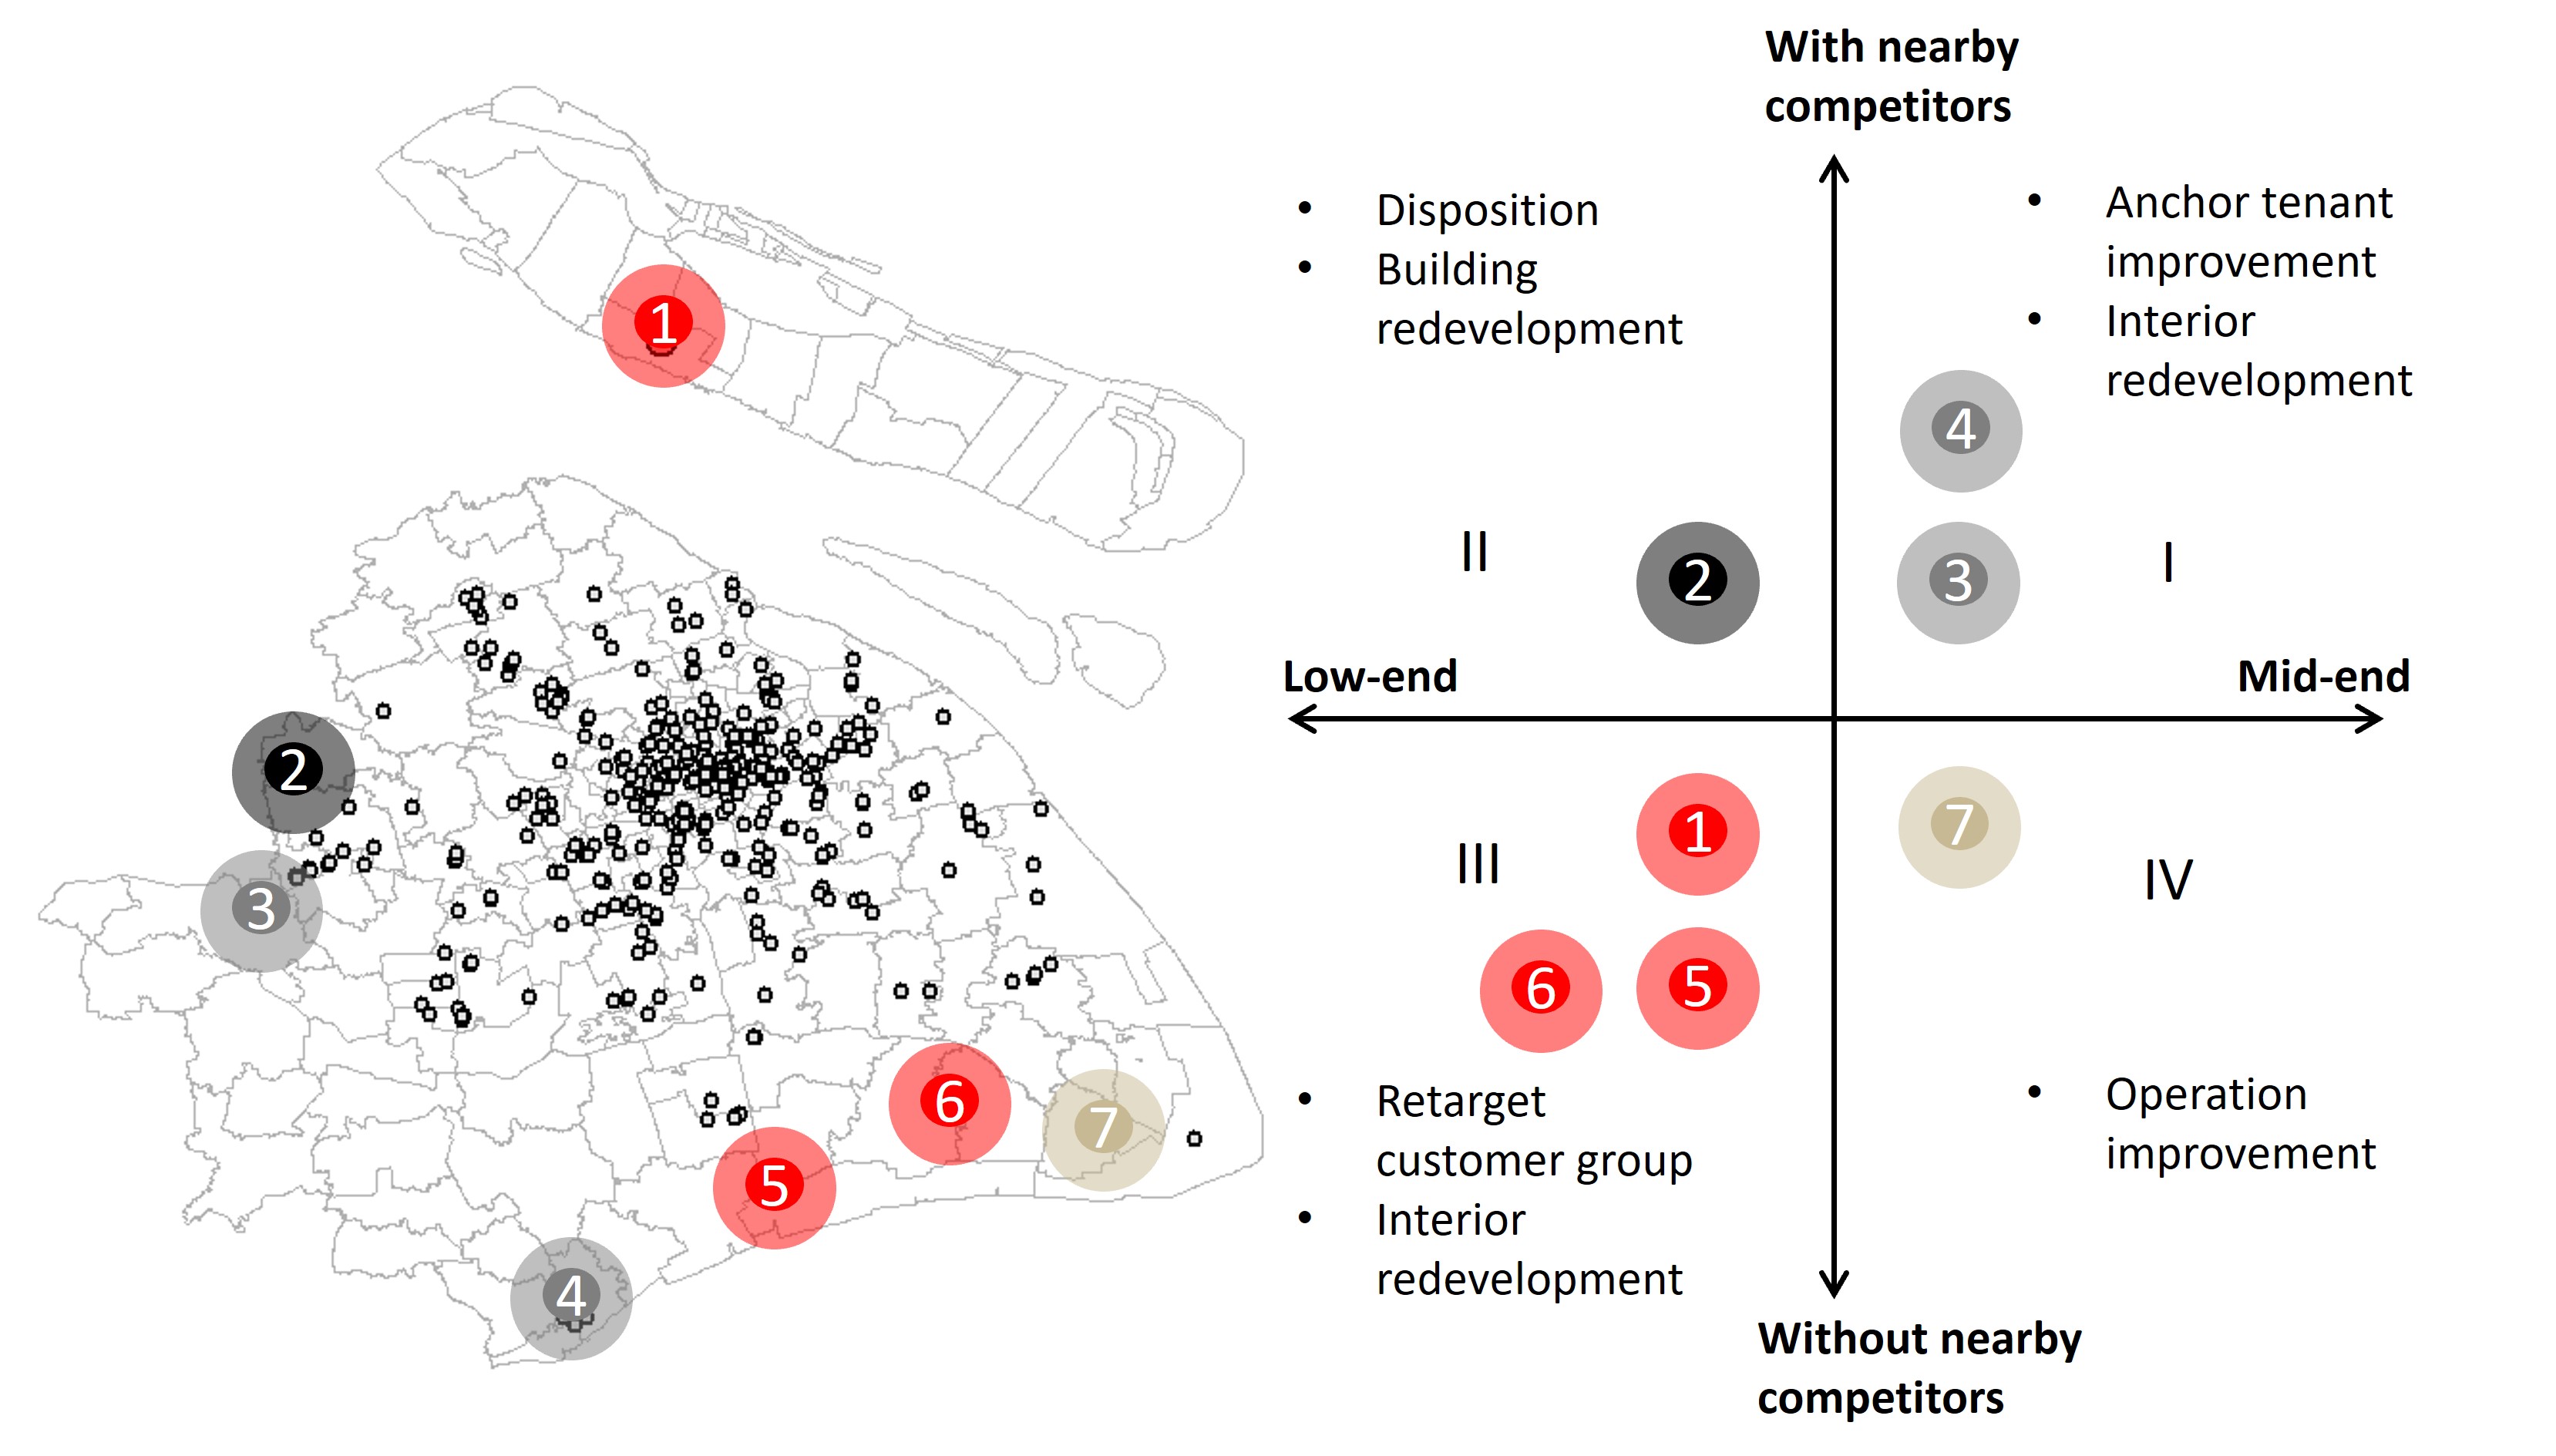 With nearby
competitors
• Disposition
• Building
redevelopment
• Anchor tenant
improvement
• Interior
redevelopment
1
4
II
2
3
I
Low-end
Mid-end
2
3
1
7
III
IV
6
5
6
7
5
4
• Retarget
customer group
• Interior
redevelopment
• Operation
improvement
Without nearby
competitors